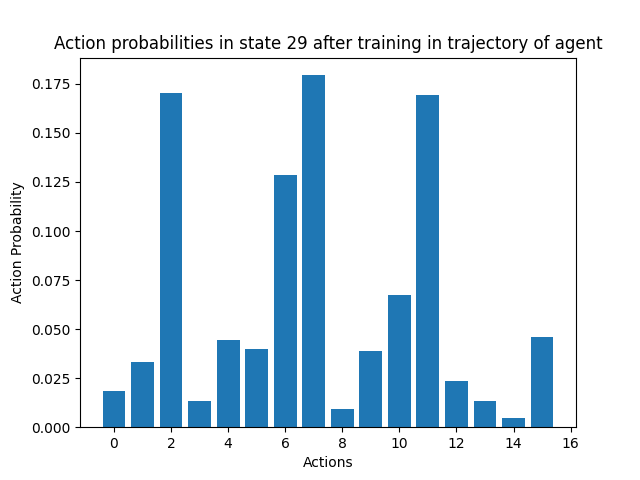 Action probabilities in state 29 after training in trajectory of agent
0.175
0.150
0.125
0.100
0.075
0.050
0.025
0.000
Action Probability
0 2 4 6 8 10 12 14 16
Actions